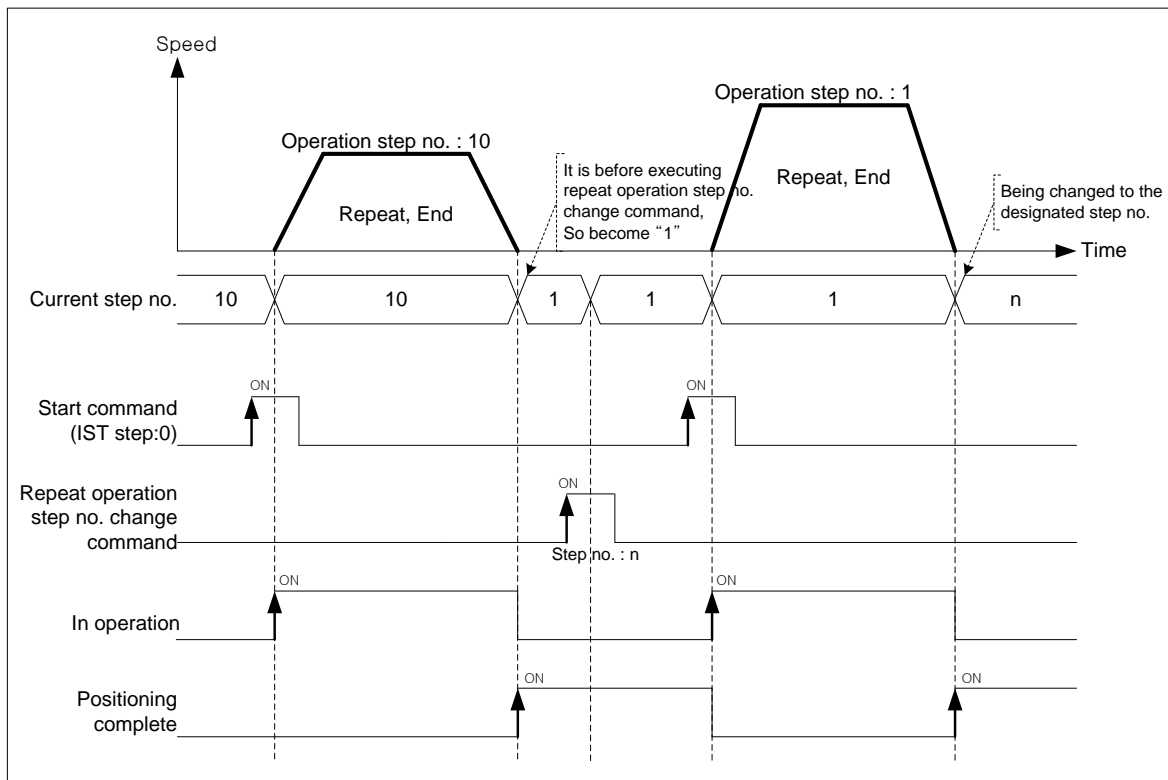 Speed
Operation step no. : 1
Operation step no. : 10
It is before executing
repeat operation step no.
change command,
So become “1”
Repeat, End
Repeat, End
Being changed to the
designated step no.
Time
Current step no.
10
10
1
1
1
n
ON
ON
Start command
(IST step:0)
ON
Repeat operation
step no. change
command
Step no. : n
ON
ON
In operation
ON
ON
Positioning
complete